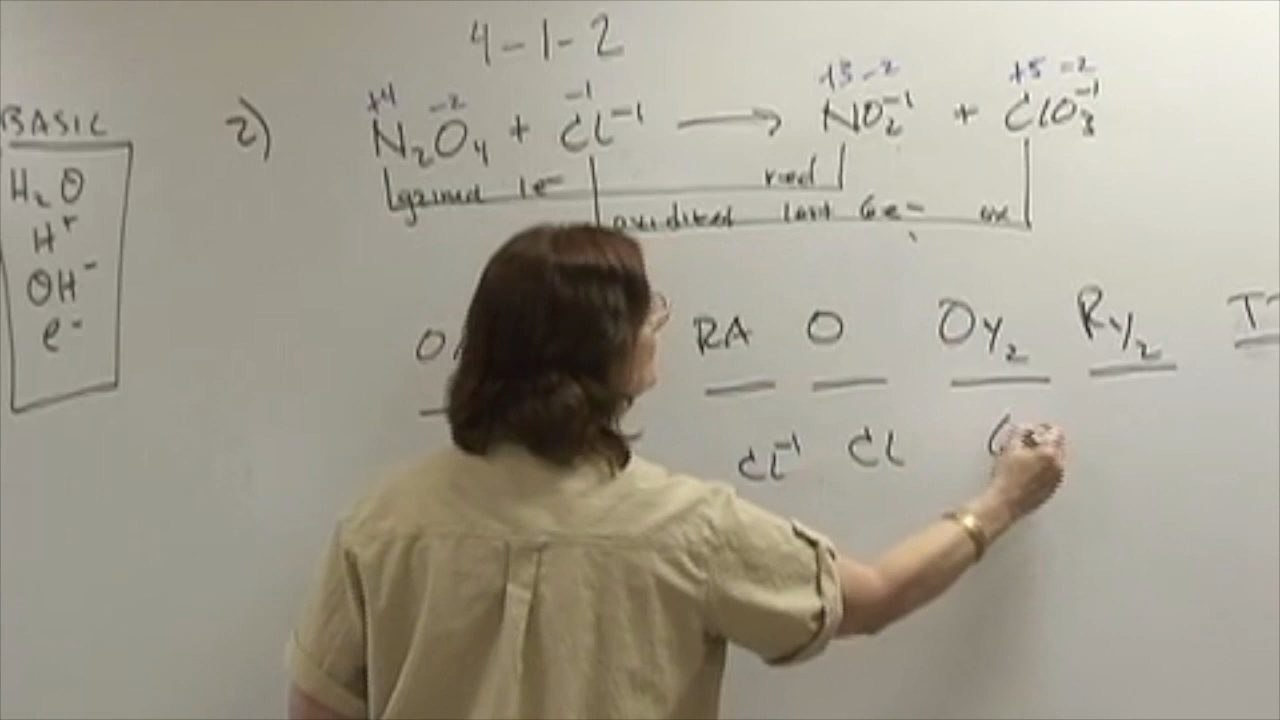 4-1-2
BASIC
H₂O
H⁺
OH⁻
e⁻
2)
+4 -2 -1 +3 -2 +5 -2
N₂O₄ + Cl⁻¹ → NO₂⁻¹ + ClO₃⁻¹
gained 1e⁻ red
oxidized lost 6e⁻ ox
O RA O Oy₂ Ry₂
Cl⁻¹ Cl